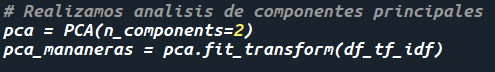 # Realizamos analisis de componentes principales
pca = PCA(n_components=2)
pca_mananeras = pca.fit_transform(df_tf_idf)